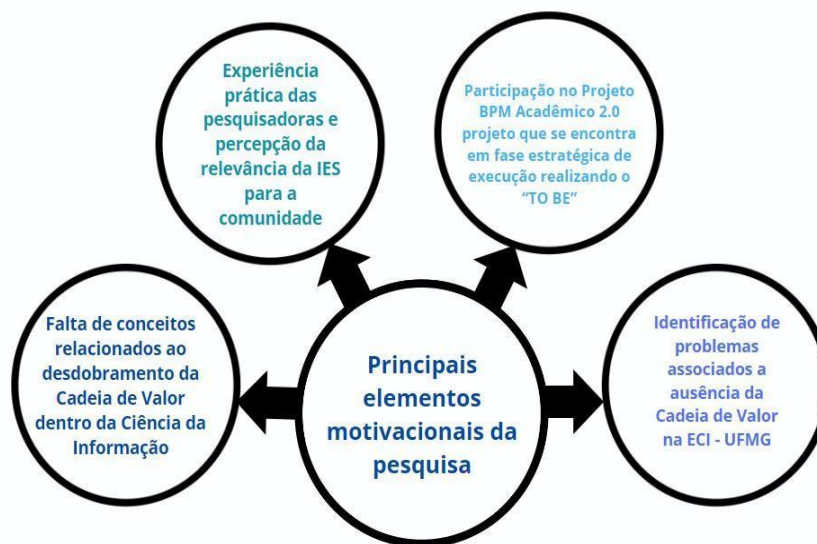 Experiência
prática das
pesquisadoras e
percepção da
relevância da IES
para a
comunidade
Participação no Projeto
BPM Acadêmico 2.0
projeto que se encontra
em fase estratégica de
execução realizando o
“TO BE”
Falta de conceitos
relacionados ao
desdobramento da
Cadeia de Valor
dentro da Ciência da
Informação
Principais
elementos
motivacionais da
pesquisa
Identificação de
problemas
associados a
ausência da
Cadeia de Valor
na ECI - UFMG